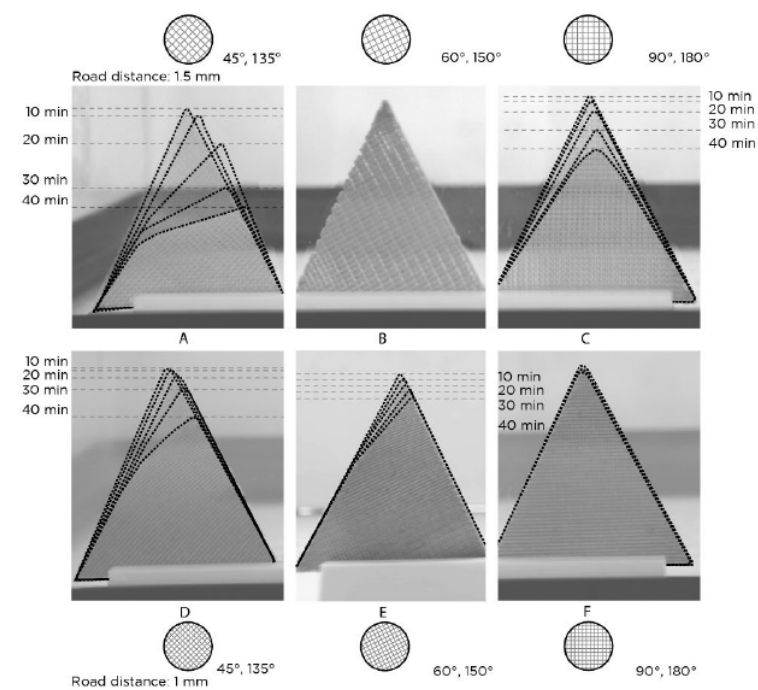 45°, 135°
60°, 150°
90°, 180°
Road distance: 1.5 mm
10 min
20 min
30 min
40 min
10 min
20 min
30 min
40 min
A
B
C
10 min
20 min
30 min
40 min
10 min
20 min
30 min
40 min
D
E
F
45°, 135°
60°, 150°
90°, 180°
Road distance: 1 mm